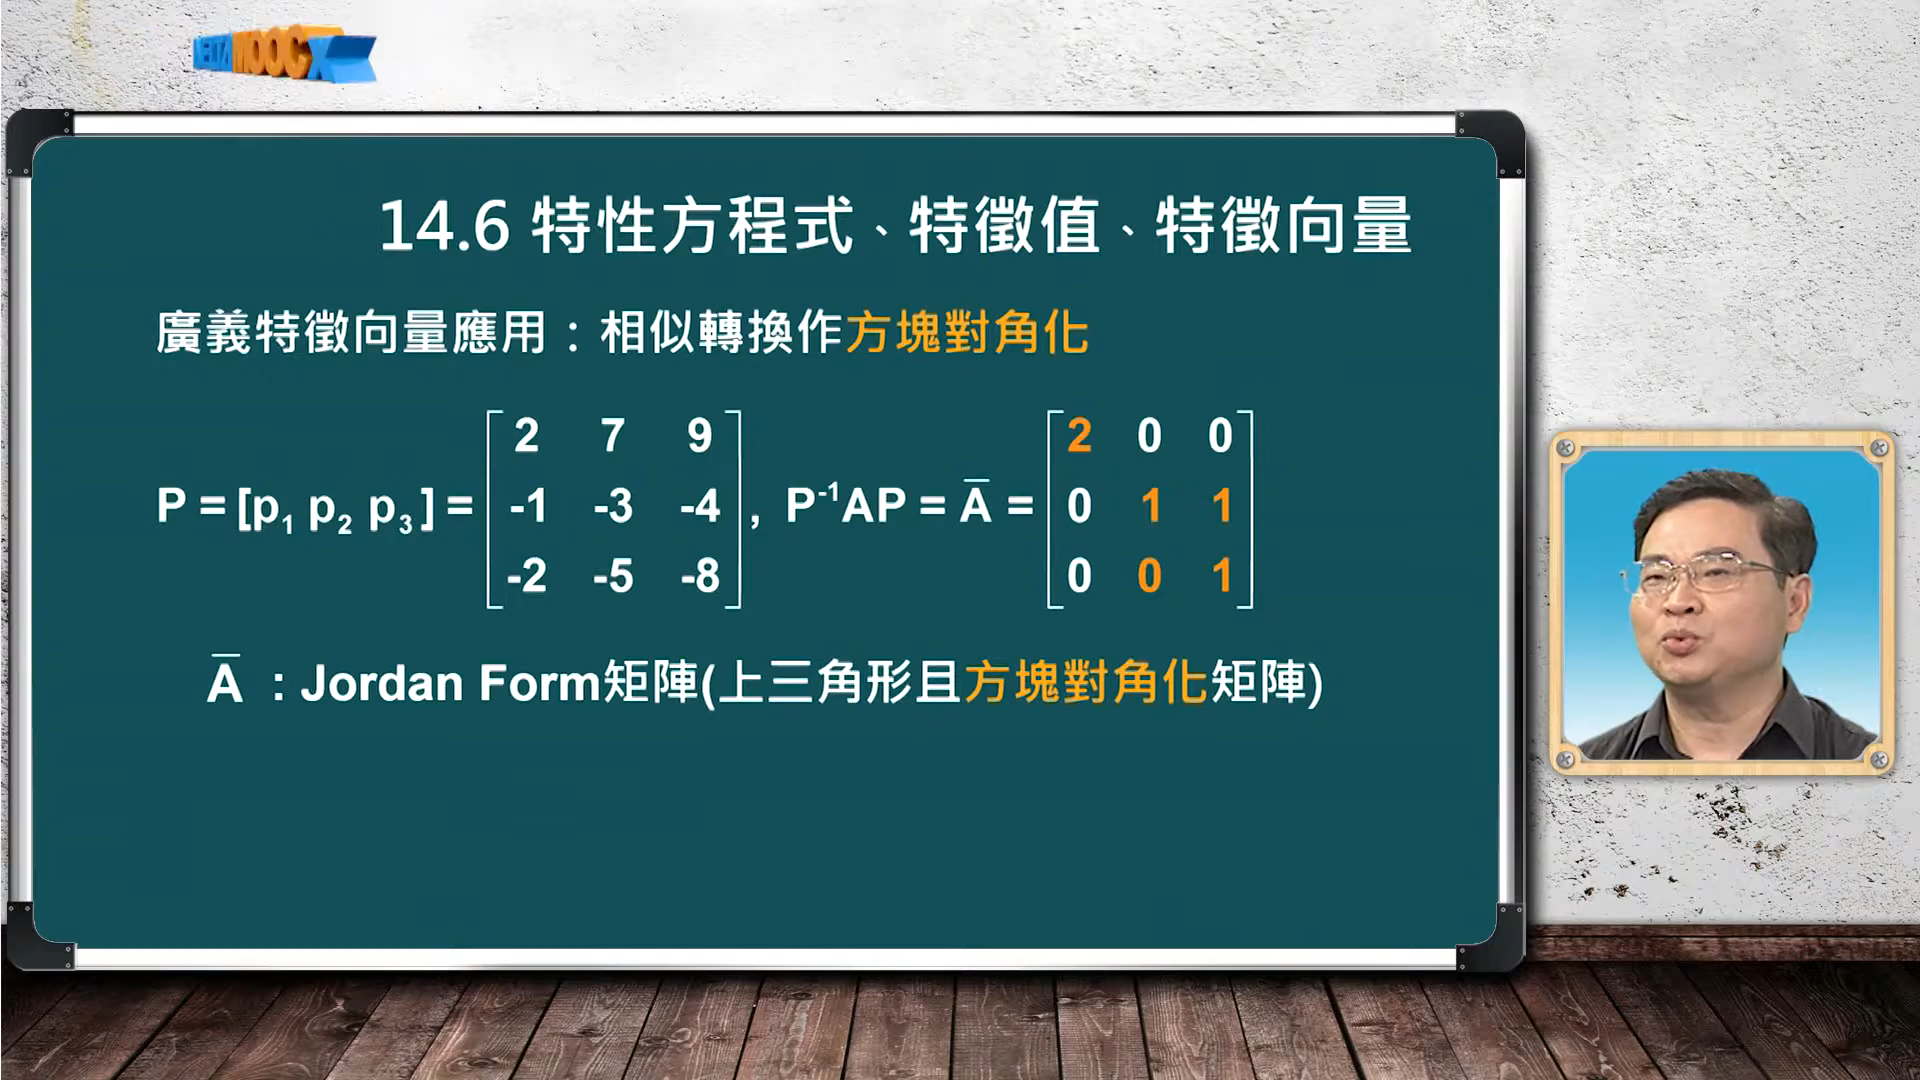 DELTA MOOCx
14.6 特性方程式、特徵值、特徵向量
廣義特徵向量應用：相似轉換作方塊對角化
P = [p1 p2 p3] = [2 7 9; -1 -3 -4; -2 -5 -8], P-1AP = A̅ = [2 0 0; 0 1 1; 0 0 1]
A̅ : Jordan Form矩陣(上三角形且方塊對角化矩陣)